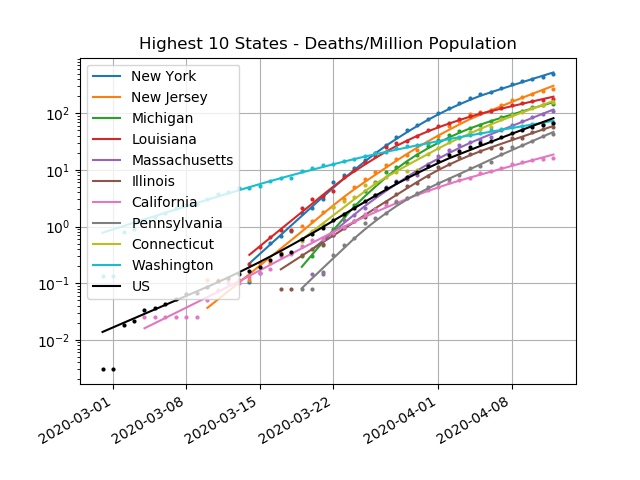 Highest 10 States - Deaths/Million Population
New York
New Jersey
Michigan
Louisiana
Massachusetts
Illinois
California
Pennsylvania
Connecticut
Washington
US
10²
10¹
10⁰
10⁻¹
10⁻²
2020-03-01
2020-03-08
2020-03-15
2020-03-22
2020-04-01
2020-04-08